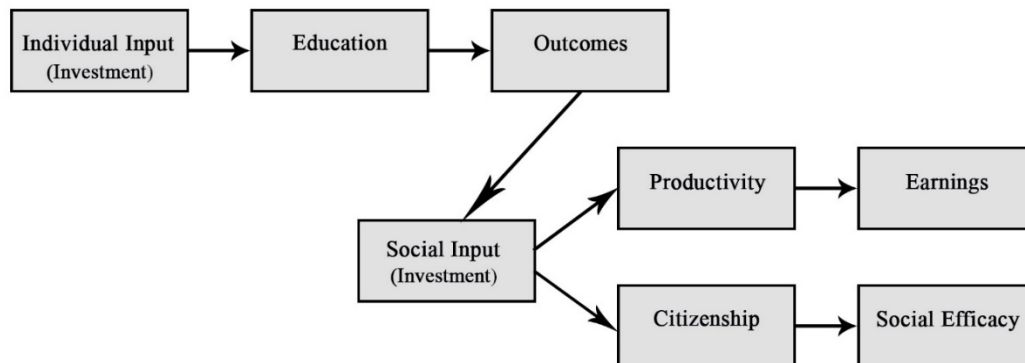 Individual Input
(Investment)
Education
Outcomes
Productivity
Earnings
Social Input
(Investment)
Citizenship
Social Efficacy